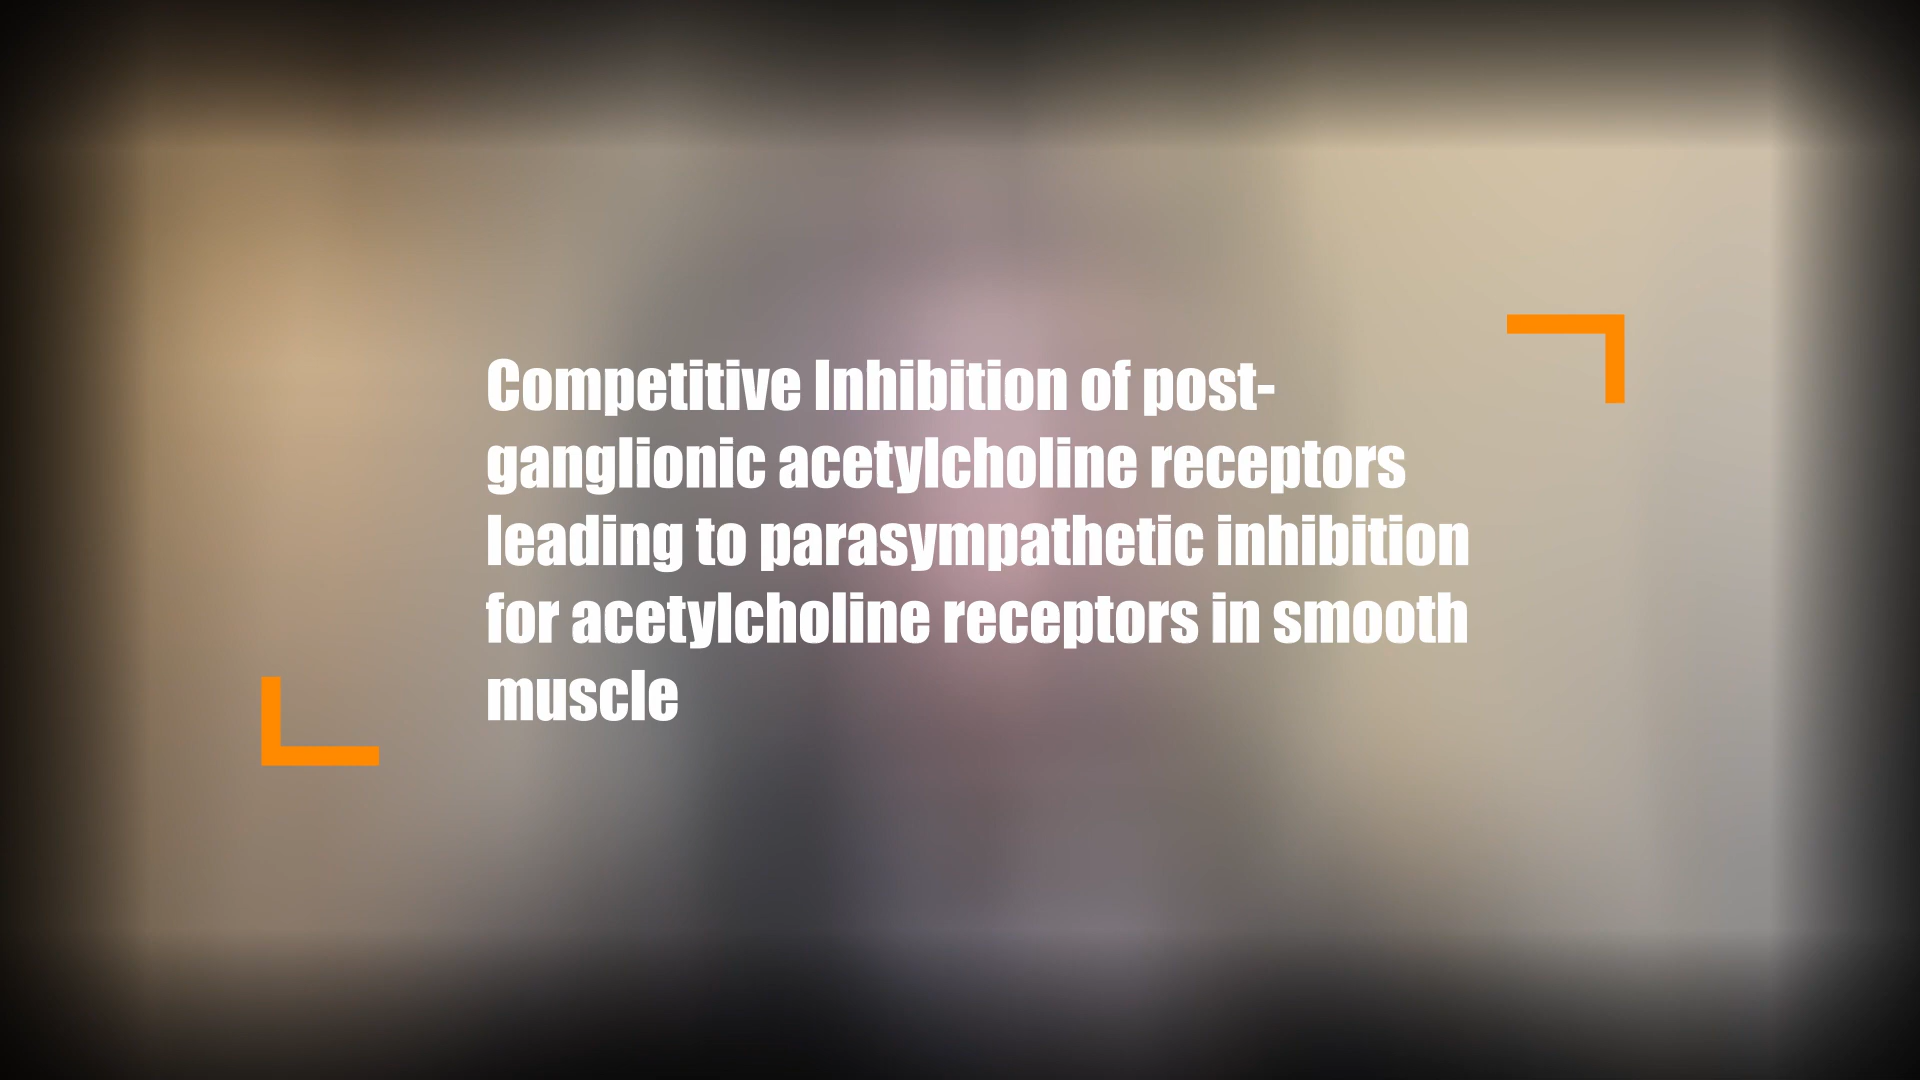 Competitive Inhibition of post-
ganglionic acetylcholine receptors
leading to parasympathetic inhibition
for acetylcholine receptors in smooth
muscle